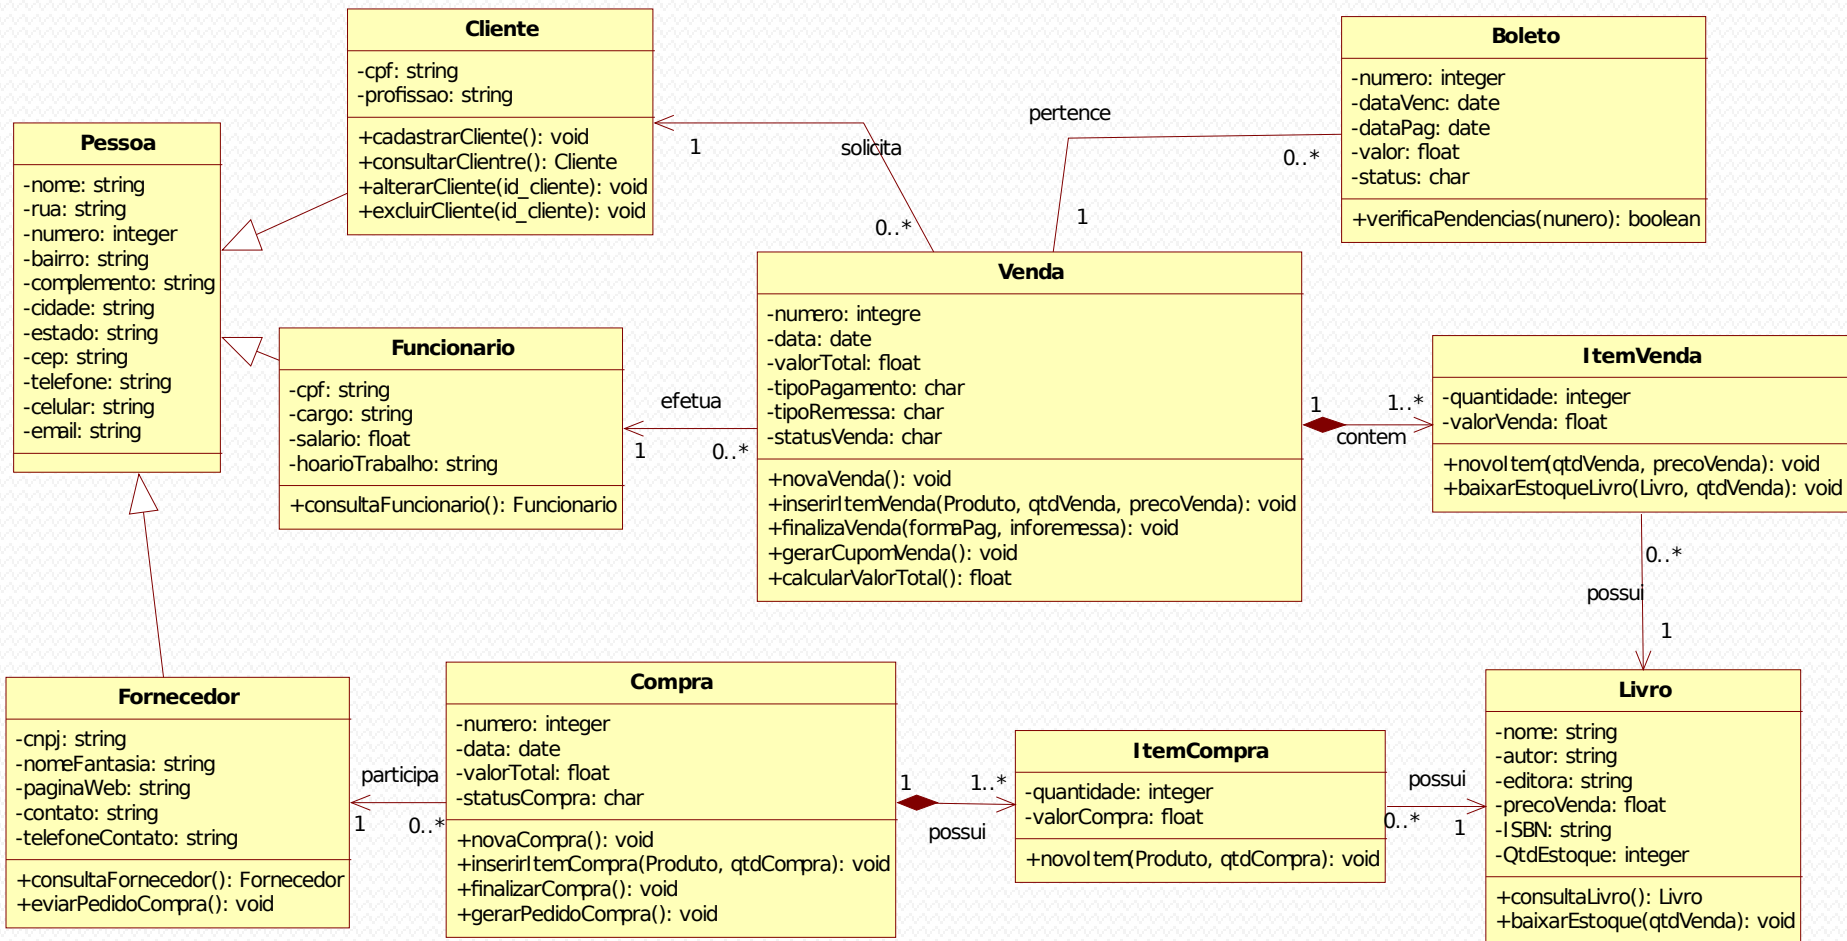 Cliente
-cpf: string
-profissao: string
+cadastrarCliente(): void
+consultarClientre(): Cliente
+alterarCliente(id_cliente): void
+excluirCliente(id_cliente): void
Boleto
-numero: integer
-dataVenc: date
-dataPag: date
-valor: float
-status: char
+verificaPendencias(nunero): boolean
Pessoa
-nome: string
-rua: string
-numero: integer
-bairro: string
-complemento: string
-cidade: string
-estado: string
-cep: string
-telefone: string
-celular: string
-email: string
1
solicita
0..*
pertence
0..*
1
Venda
-numero: integre
-data: date
-valorTotal: float
-tipoPagamento: char
-tipoRemessa: char
-statusVenda: char
+novaVenda(): void
+inserirItemVenda(Produto, qtdVenda, precoVenda): void
+finalizaVenda(formaPag, inforemessa): void
+gerarCupomVenda(): void
+calcularValorTotal(): float
Funcionario
-cpf: string
-cargo: string
-salario: float
-hoarioTrabalho: string
+consultaFuncionario(): Funcionario
efetua
1
0..*
1
1..*
contem
ItemVenda
-quantidade: integer
-valorVenda: float
+novoItem(qtdVenda, precoVenda): void
+baixarEstoqueLivro(Livro, qtdVenda): void
0..*
possui
1
Fornecedor
-cnpj: string
-nomeFantasia: string
-paginaWeb: string
-contato: string
-telefoneContato: string
+consultaFornecedor(): Fornecedor
+eviarPedidoCompra(): void
participa
1
0..*
Compra
-numero: integer
-data: date
-valorTotal: float
-statusCompra: char
+novaCompra(): void
+inserirItemCompra(Produto, qtdCompra): void
+finalizarCompra(): void
+gerarPedidoCompra(): void
1
1..*
possui
ItemCompra
-quantidade: integer
-valorCompra: float
+novoItem(Produto, qtdCompra): void
possui
0..*
1
Livro
-nome: string
-autor: string
-editora: string
-precoVenda: float
-ISBN: string
-QtdEstoque: integer
+consultaLivro(): Livro
+baixarEstoque(qtdVenda): void